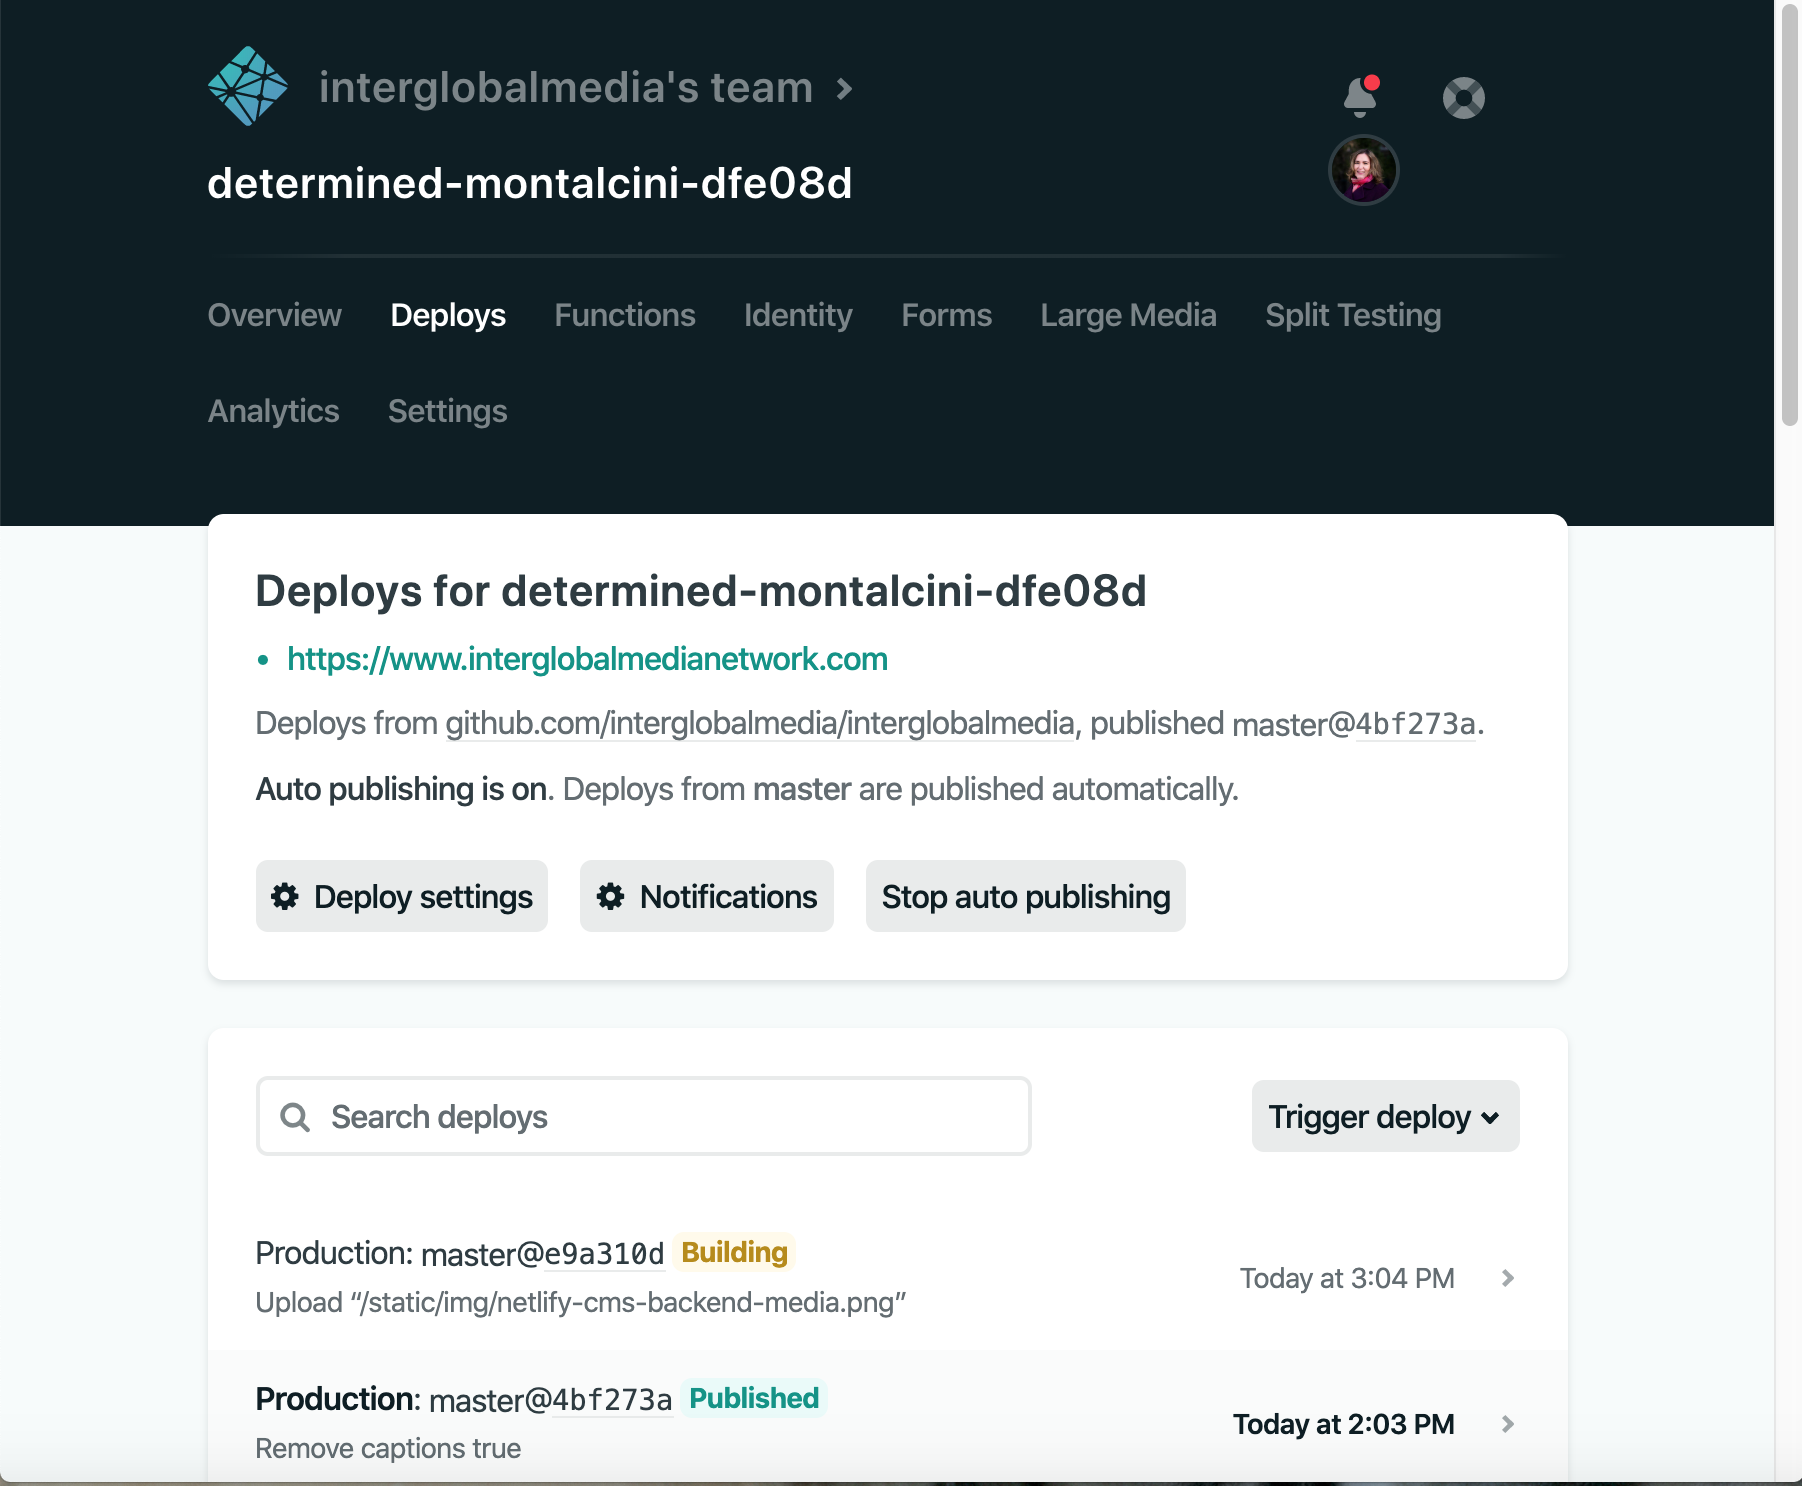 interglobalmedia's team
determined-montalcini-dfe08d
Overview Deploys Functions Identity Forms Large Media Split Testing
Analytics Settings
Deploys for determined-montalcini-dfe08d
• https://www.interglobalmedianetwork.com
Deploys from github.com/interglobalmedia/interglobalmedia, published master@4bf273a.
Auto publishing is on. Deploys from master are published automatically.
Deploy settings Notifications Stop auto publishing
Search deploys Trigger deploy
Production: master@e9a310d Building
Today at 3:04 PM
Upload “/static/img/netlify-cms-backend-media.png”
Production: master@4bf273a Published
Today at 2:03 PM
Remove captions true